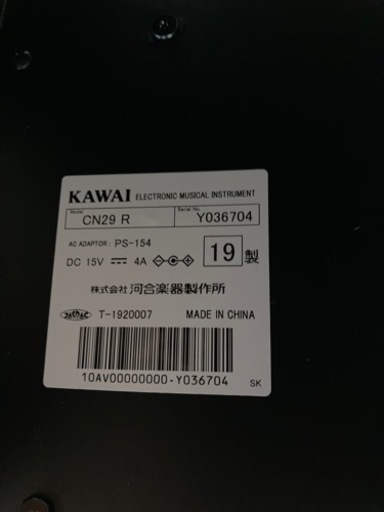 KAWAI ELECTRONIC MUSICAL INSTRUMENT
Model CN29 R Serial No. Y036704
AC ADAPTOR: PS-154
DC 15V 4A 19 製
株式会社 河合楽器製作所
T-1920007 MADE IN CHINA
10AV00000000-Y036704
SK